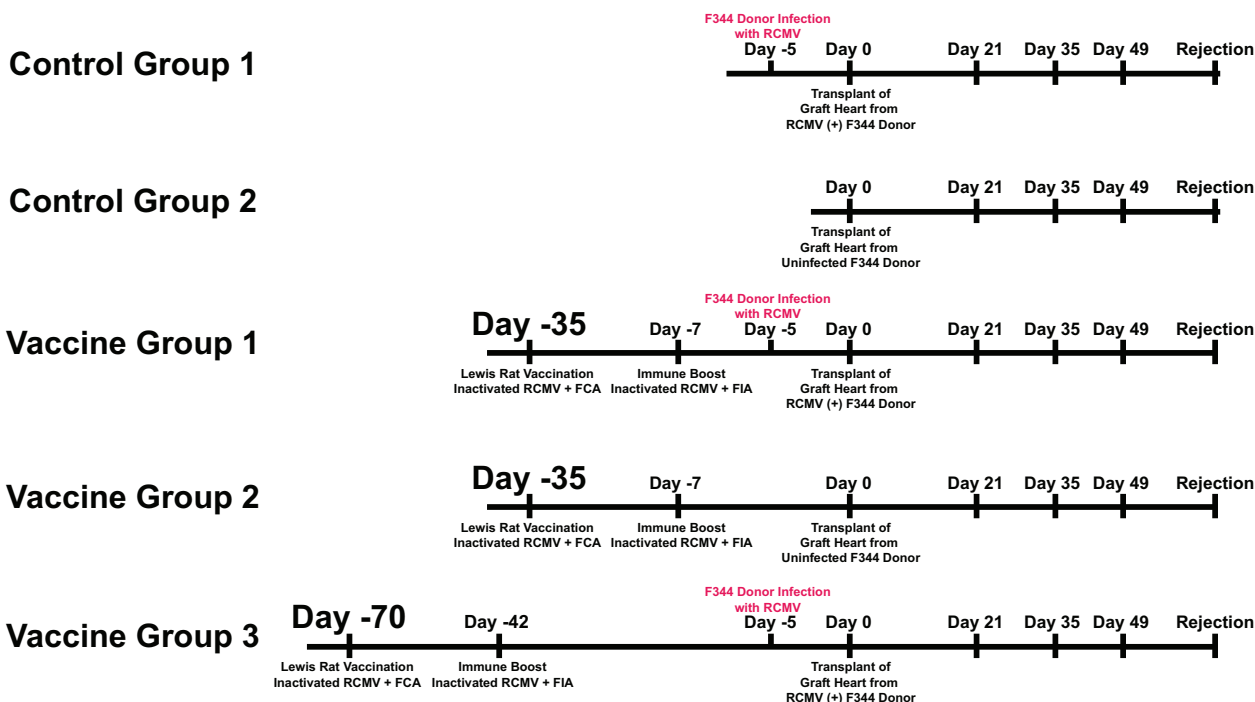 F344 Donor Infection
with RCMV
Control Group 1
Day -5 Day 0 Day 21 Day 35 Day 49 Rejection
Transplant of
Graft Heart from
RCMV (+) F344 Donor
Control Group 2
Day 0 Day 21 Day 35 Day 49 Rejection
Transplant of
Graft Heart from
Uninfected F344 Donor
F344 Donor Infection
with RCMV
Vaccine Group 1
Day -35 Day -7 Day -5 Day 0 Day 21 Day 35 Day 49 Rejection
Lewis Rat Vaccination Immune Boost Transplant of
Inactivated RCMV + FCA Inactivated RCMV + FIA Graft Heart from
RCMV (+) F344 Donor
Vaccine Group 2
Day -35 Day -7 Day 0 Day 21 Day 35 Day 49 Rejection
Lewis Rat Vaccination Immune Boost Transplant of
Inactivated RCMV + FCA Inactivated RCMV + FIA Graft Heart from
Uninfected F344 Donor
F344 Donor Infection
with RCMV
Vaccine Group 3
Day -70 Day -42 Day -5 Day 0 Day 21 Day 35 Day 49 Rejection
Lewis Rat Vaccination Immune Boost Transplant of
Inactivated RCMV + FCA Inactivated RCMV + FIA Graft Heart from
RCMV (+) F344 Donor